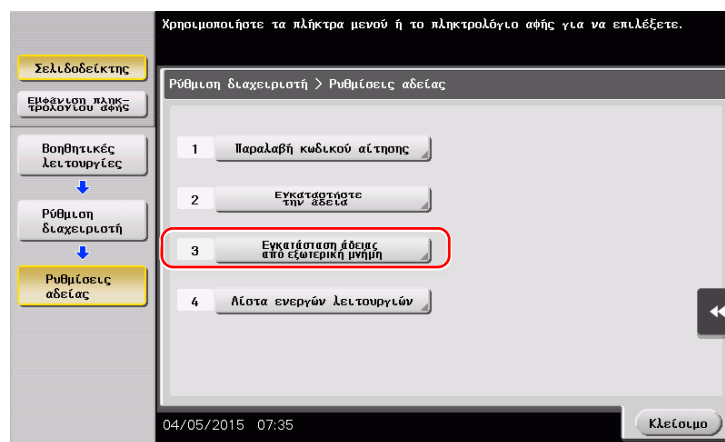 Χρησιμοποιήστε τα πλήκτρα μενού ή το πληκτρολόγιο αφής για να επιλέξετε.
Σελιδοδείκτης
Εμφάνιση πληκ-
τρολογίου αφής
Βοηθητικές
λειτουργίες
Ρύθμιση
διαχειριστή
Ρυθμίσεις
αδείας
Ρύθμιση διαχειριστή > Ρυθμίσεις αδείας
1 Παραλαβή κωδικού αίτησης
2 Εγκαταστήστε
την άδεια
3 Εγκατάσταση άδειας
από εξωτερική μνήμη
4 Λίστα ενεργών λειτουργιών
04/05/2015 07:35
Κλείσιμο